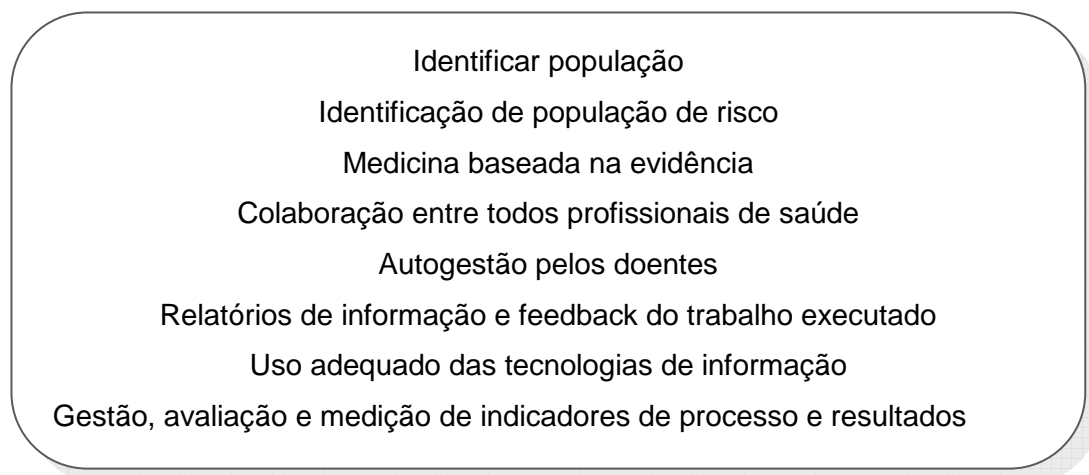 Identificar população
Identificação de população de risco
Medicina baseada na evidência
Colaboração entre todos profissionais de saúde
Autogestão pelos doentes
Relatórios de informação e feedback do trabalho executado
Uso adequado das tecnologias de informação
Gestão, avaliação e medição de indicadores de processo e resultados